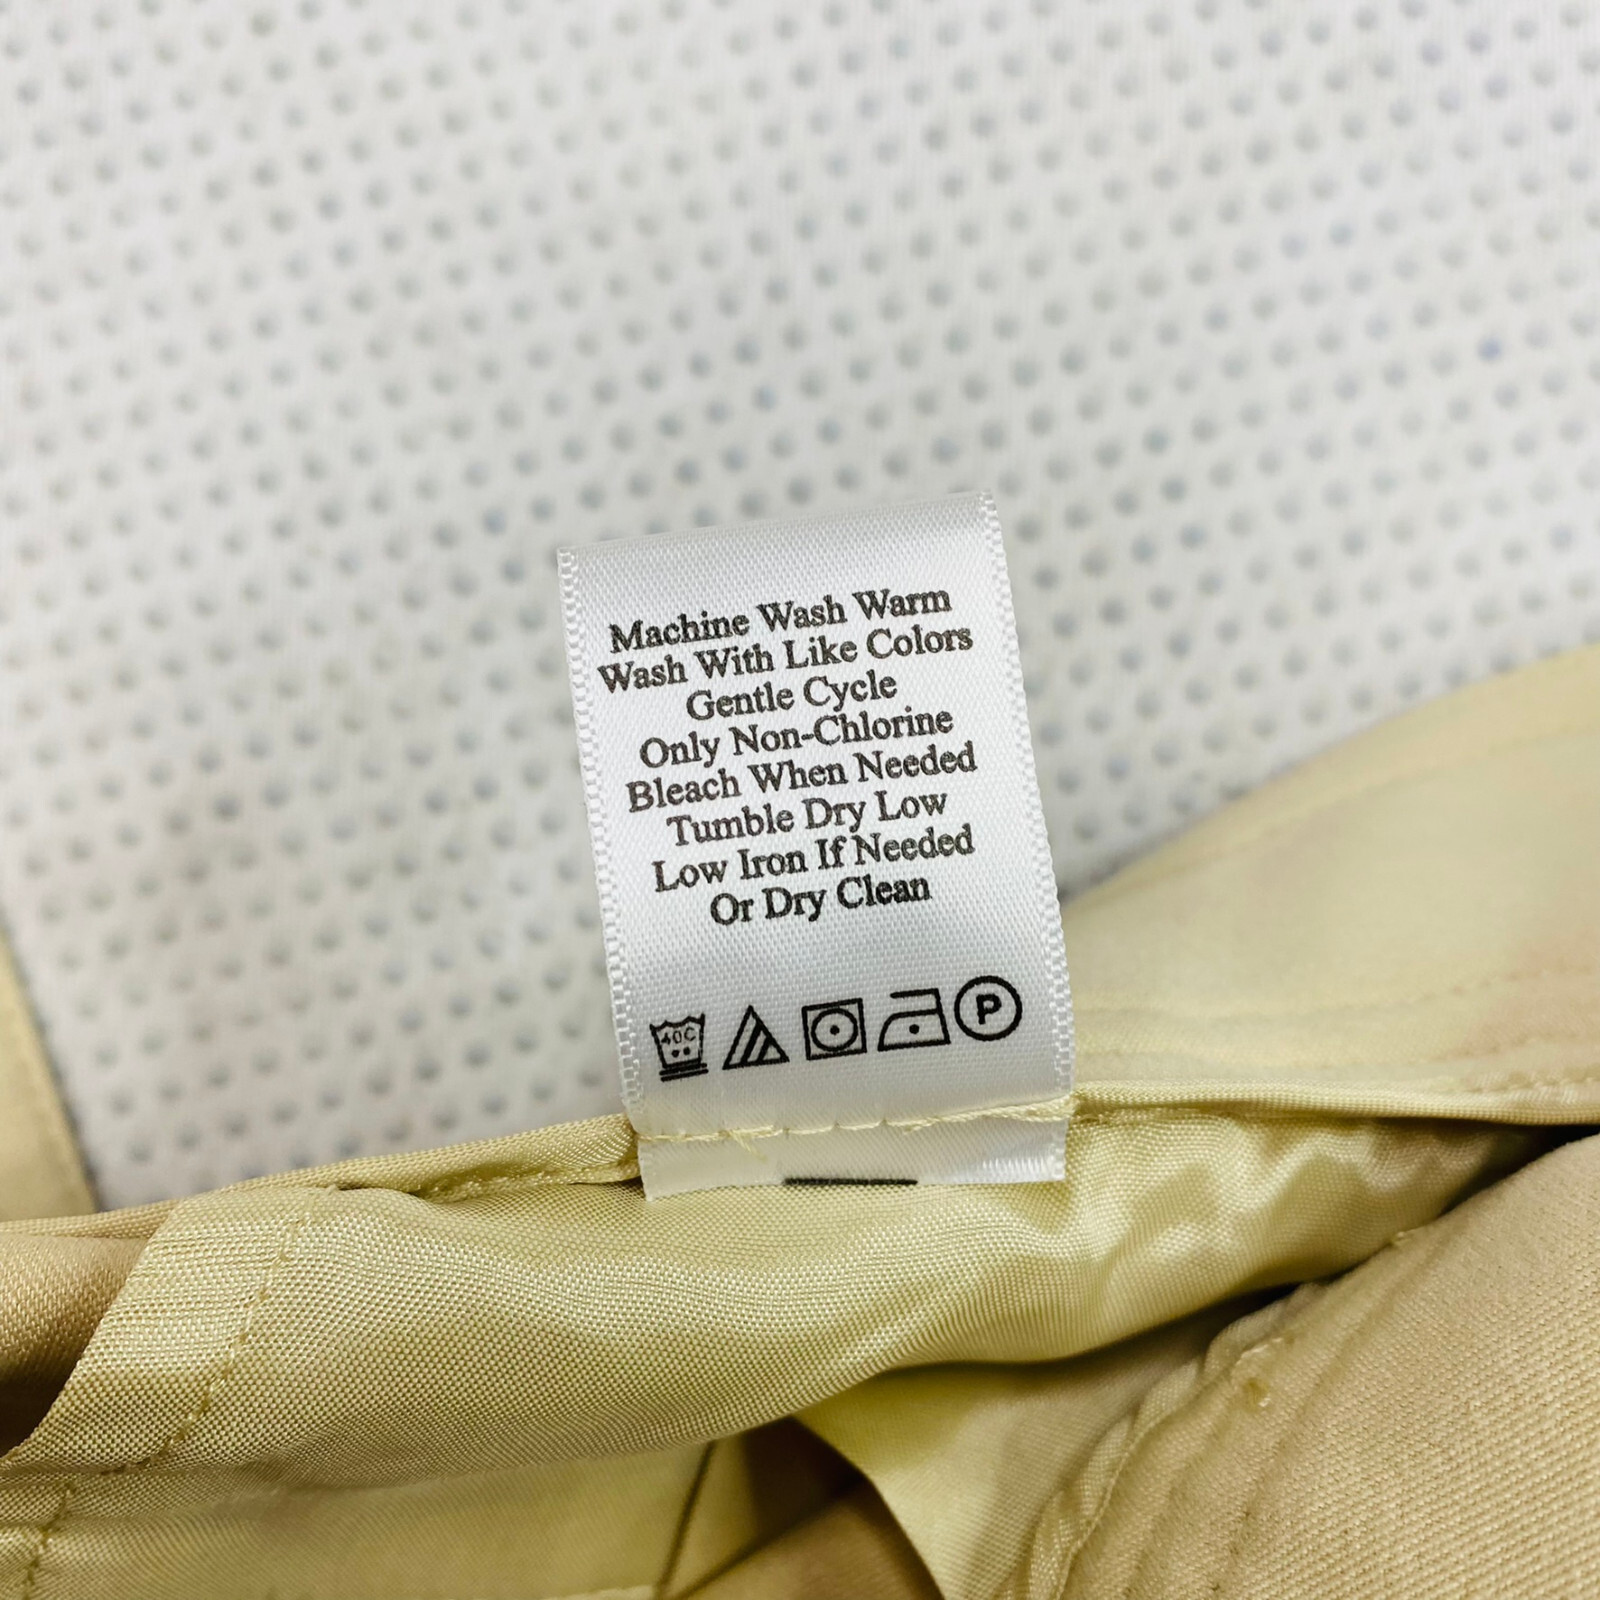 Machine Wash Warm
Wash With Like Colors
Gentle Cycle
Only Non-Chlorine
Bleach When Needed
Tumble Dry Low
Low Iron If Needed
Or Dry Clean
40C P